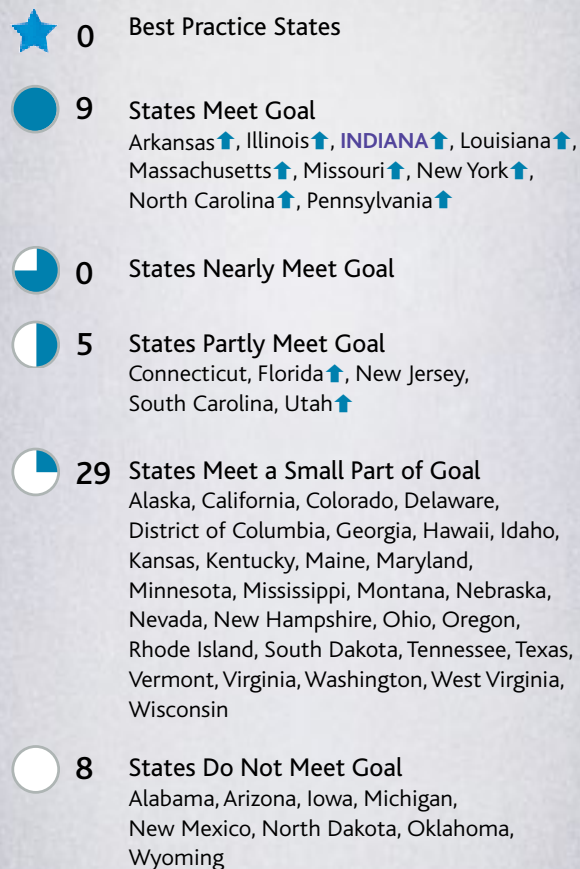 0 Best Practice States
9 States Meet Goal
Arkansas⬆, Illinois⬆, INDIANA⬆, Louisiana⬆,
Massachusetts⬆, Missouri⬆, New York⬆,
North Carolina⬆, Pennsylvania⬆
0 States Nearly Meet Goal
5 States Partly Meet Goal
Connecticut, Florida⬆, New Jersey,
South Carolina, Utah⬆
29 States Meet a Small Part of Goal
Alaska, California, Colorado, Delaware,
District of Columbia, Georgia, Hawaii, Idaho,
Kansas, Kentucky, Maine, Maryland,
Minnesota, Mississippi, Montana, Nebraska,
Nevada, New Hampshire, Ohio, Oregon,
Rhode Island, South Dakota, Tennessee, Texas,
Vermont, Virginia, Washington, West Virginia,
Wisconsin
8 States Do Not Meet Goal
Alabama, Arizona, Iowa, Michigan,
New Mexico, North Dakota, Oklahoma,
Wyoming